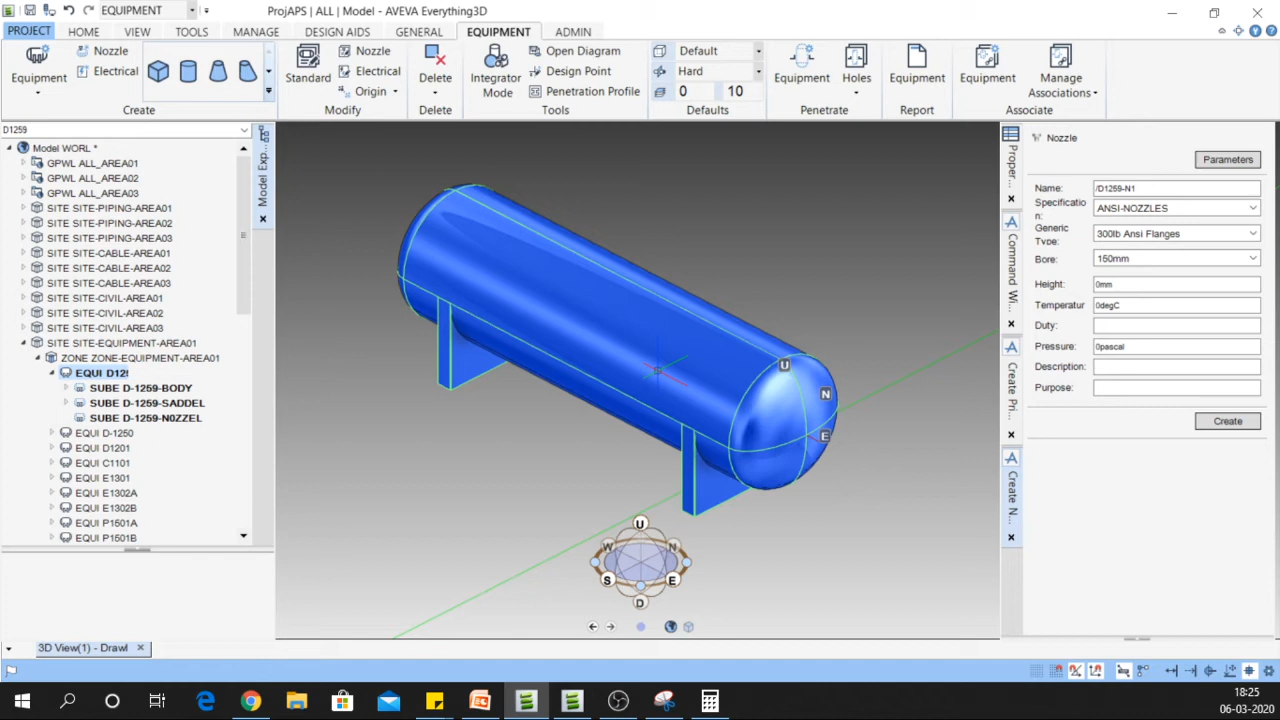 EQUIPMENT
ProjAPS | ALL | Model - AVEVA Everything3D
PROJECT HOME VIEW TOOLS MANAGE DESIGN AIDS GENERAL EQUIPMENT ADMIN
Equipment
Nozzle
Electrical
Create
Standard
Nozzle
Electrical
Origin
Modify
Delete
Delete
Integrator
Mode
Open Diagram
Design Point
Penetration Profile
Tools
Default
Hard
0 10
Defaults
Equipment
Holes
Penetrate
Equipment
Report
Equipment
Manage
Associations
Associate
D1259
Model WORL *
GPWL ALL_AREA01
GPWL ALL_AREA02
GPWL ALL_AREA03
SITE SITE-PIPING-AREA01
SITE SITE-PIPING-AREA02
SITE SITE-PIPING-AREA03
SITE SITE-CABLE-AREA01
SITE SITE-CABLE-AREA02
SITE SITE-CABLE-AREA03
SITE SITE-CIVIL-AREA01
SITE SITE-CIVIL-AREA02
SITE SITE-CIVIL-AREA03
SITE SITE-EQUIPMENT-AREA01
ZONE ZONE-EQUIPMENT-AREA01
EQUI D12!
SUBE D-1259-BODY
SUBE D-1259-SADDEL
SUBE D-1259-N0ZZEL
EQUI D-1250
EQUI D1201
EQUI C1101
EQUI E1301
EQUI E1302A
EQUI E1302B
EQUI P1501A
EQUI P1501B
Model Exp...
U
N
E
U
W N
S E
D
3D View(1) - Drawl
Proper...
Command Wi...
Create Pri...
Create N...
Nozzle
Parameters
Name: /D1259-N1
Specificatio
n: ANSI-NOZZLES
Generic
Type: 300lb Ansi Flanges
Bore: 150mm
Height: 0mm
Temperatur 0degC
Duty:
Pressure: 0pascal
Description:
Purpose:
Create
18:25
06-03-2020